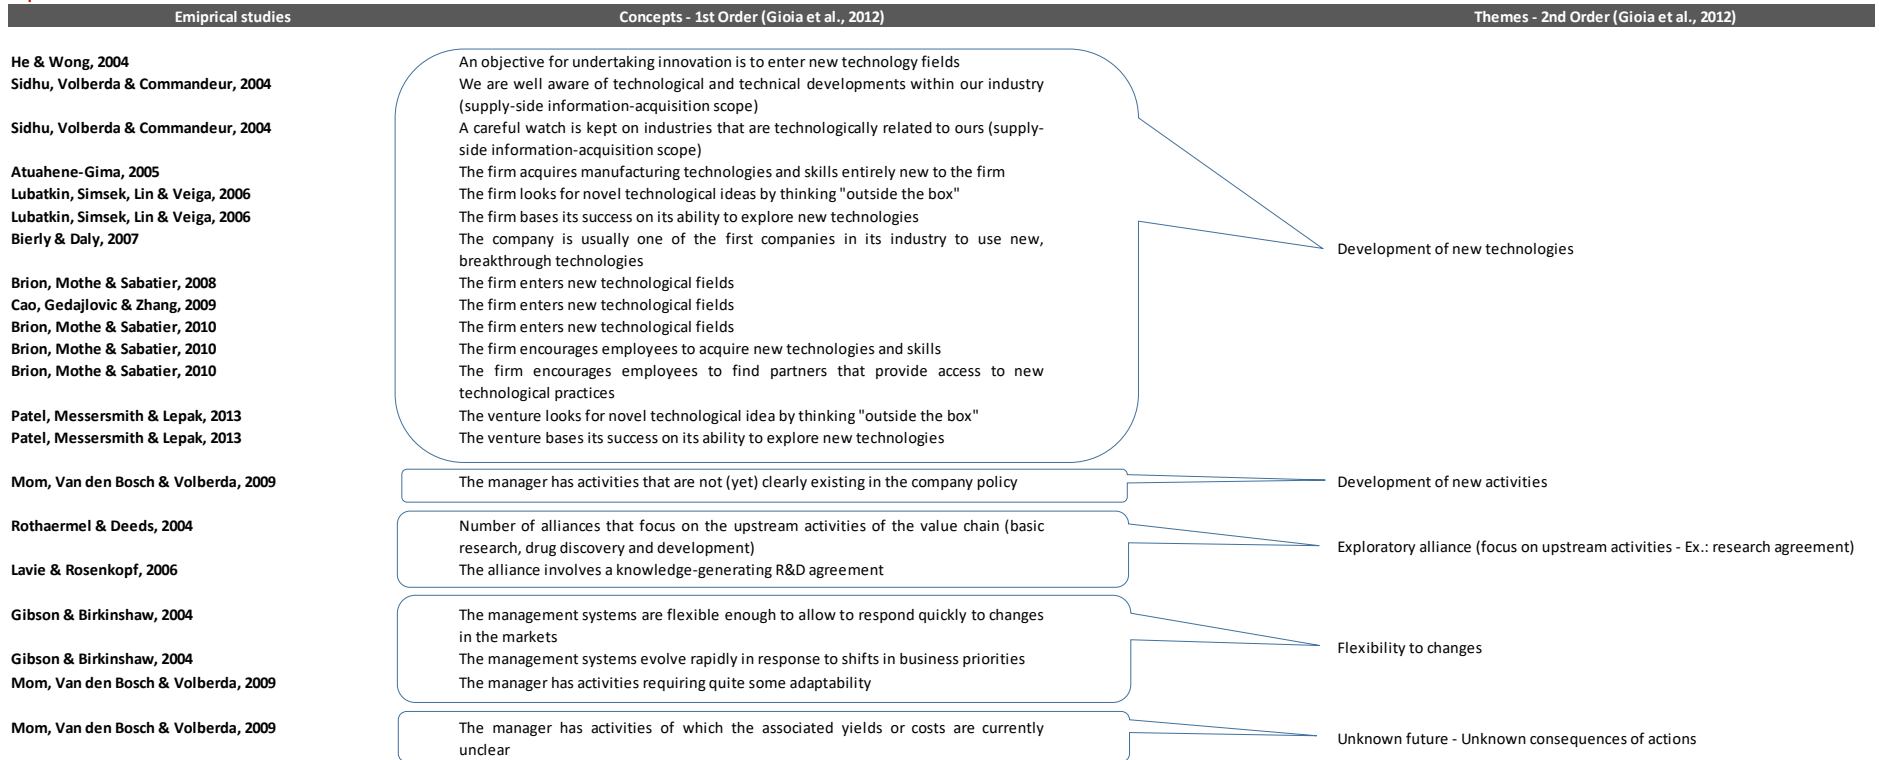 Emiprical studies Concepts - 1st Order (Gioia et al., 2012) Themes - 2nd Order (Gioia et al., 2012)
He & Wong, 2004 An objective for undertaking innovation is to enter new technology fields
Sidhu, Volberda & Commandeur, 2004 We are well aware of technological and technical developments within our industry
(supply-side information-acquisition scope)
Sidhu, Volberda & Commandeur, 2004 A careful watch is kept on industries that are technologically related to ours (supply-
side information-acquisition scope)
Atuahene-Gima, 2005 The firm acquires manufacturing technologies and skills entirely new to the firm
Lubatkin, Simsek, Lin & Veiga, 2006 The firm looks for novel technological ideas by thinking "outside the box"
Lubatkin, Simsek, Lin & Veiga, 2006 The firm bases its success on its ability to explore new technologies
Bierly & Daly, 2007 The company is usually one of the first companies in its industry to use new,
Development of new technologies
breakthrough technologies
Brion, Mothe & Sabatier, 2008 The firm enters new technological fields
Cao, Gedajlovic & Zhang, 2009 The firm enters new technological fields
Brion, Mothe & Sabatier, 2010 The firm enters new technological fields
Brion, Mothe & Sabatier, 2010 The firm encourages employees to acquire new technologies and skills
Brion, Mothe & Sabatier, 2010 The firm encourages employees to find partners that provide access to new
technological practices
Patel, Messersmith & Lepak, 2013 The venture looks for novel technological idea by thinking "outside the box"
Patel, Messersmith & Lepak, 2013 The venture bases its success on its ability to explore new technologies
Mom, Van den Bosch & Volberda, 2009 The manager has activities that are not (yet) clearly existing in the company policy Development of new activities
Rothaermel & Deeds, 2004 Number of alliances that focus on the upstream activities of the value chain (basic
research, drug discovery and development) Exploratory alliance (focus on upstream activities - Ex.: research agreement)
Lavie & Rosenkopf, 2006 The alliance involves a knowledge-generating R&D agreement
Gibson & Birkinshaw, 2004 The management systems are flexible enough to allow to respond quickly to changes
in the markets
Flexibility to changes
Gibson & Birkinshaw, 2004 The management systems evolve rapidly in response to shifts in business priorities
Mom, Van den Bosch & Volberda, 2009 The manager has activities requiring quite some adaptability
Mom, Van den Bosch & Volberda, 2009 The manager has activities of which the associated yields or costs are currently
Unknown future - Unknown consequences of actions
unclear